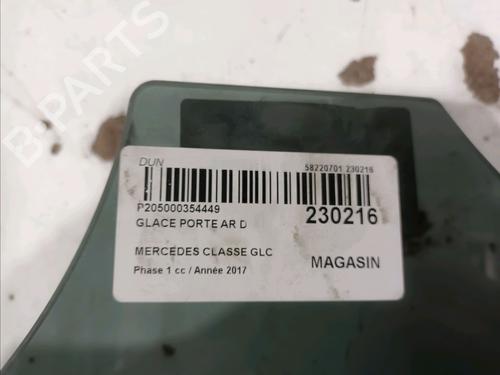 B-PARTS
DUN
58220701 230216
P205000354449
230216
GLACE PORTE AR D
MERCEDES CLASSE GLC
MAGASIN
Phase 1 cc / Année 2017